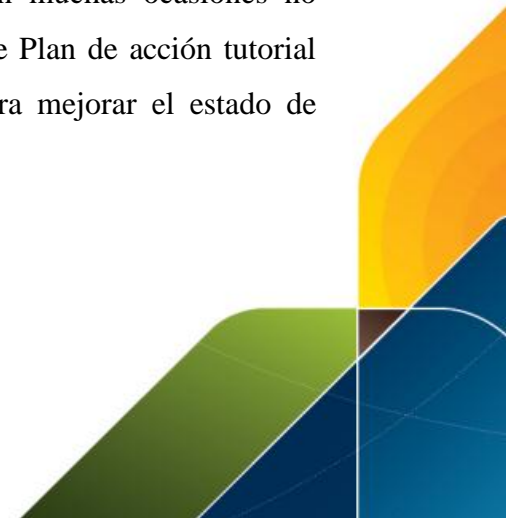 muchas ocasiones no
Plan de acción tutorial
mejorar el estado de